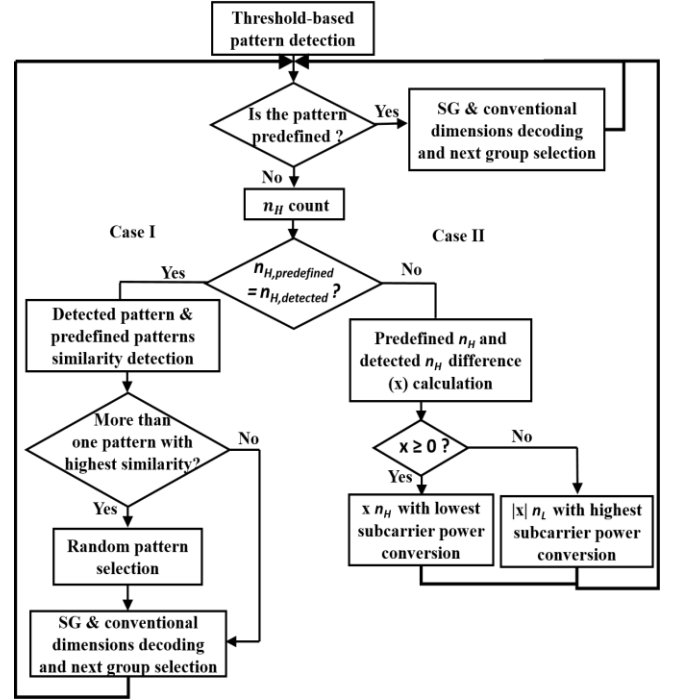 Threshold-based
pattern detection
Is the pattern
predefined ?
Yes
SG & conventional
dimensions decoding
and next group selection
No
n_H count
Case I
Case II
n_H,predefined
= n_H,detected ?
Yes
No
Detected pattern &
predefined patterns
similarity detection
Predefined n_H and
detected n_H difference
(x) calculation
More than
one pattern with
highest similarity?
No
Yes
x ≥ 0 ?
No
Yes
Random pattern
selection
x n_H with lowest
subcarrier power
conversion
|x| n_L with highest
subcarrier power
conversion
SG & conventional
dimensions decoding
and next group selection